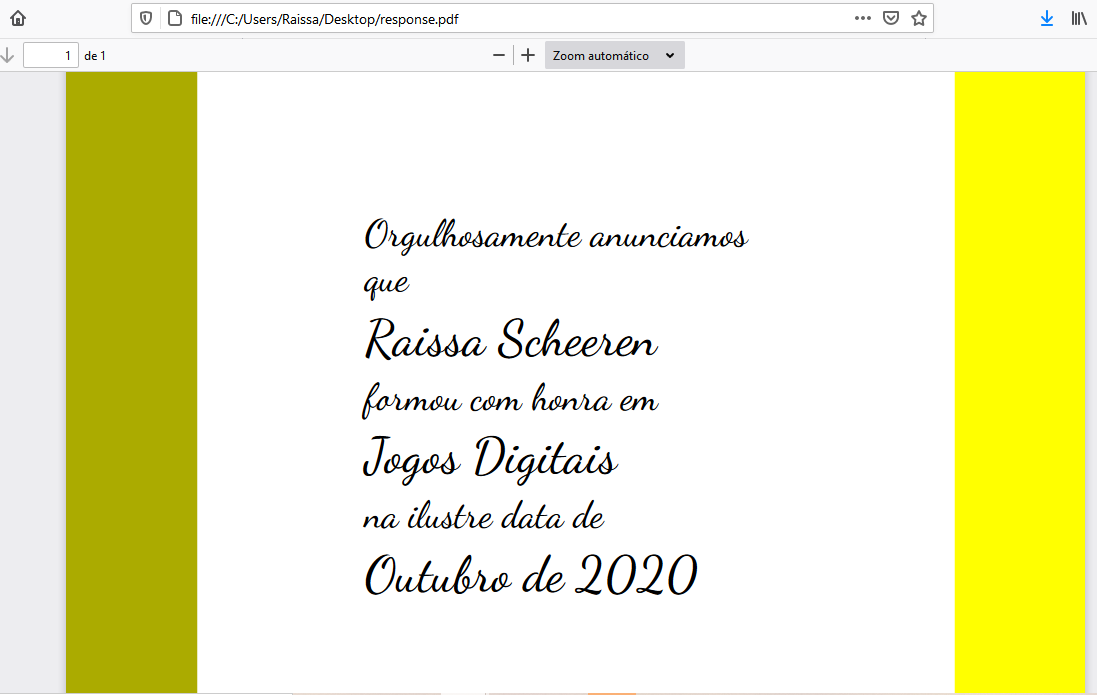 file:///C:/Users/Raissa/Desktop/response.pdf
1 de 1
Zoom automático
Orgulhosamente anunciamos
que
Raissa Scheeren
formou com honra em
Jogos Digitais
na ilustre data de
Outubro de 2020